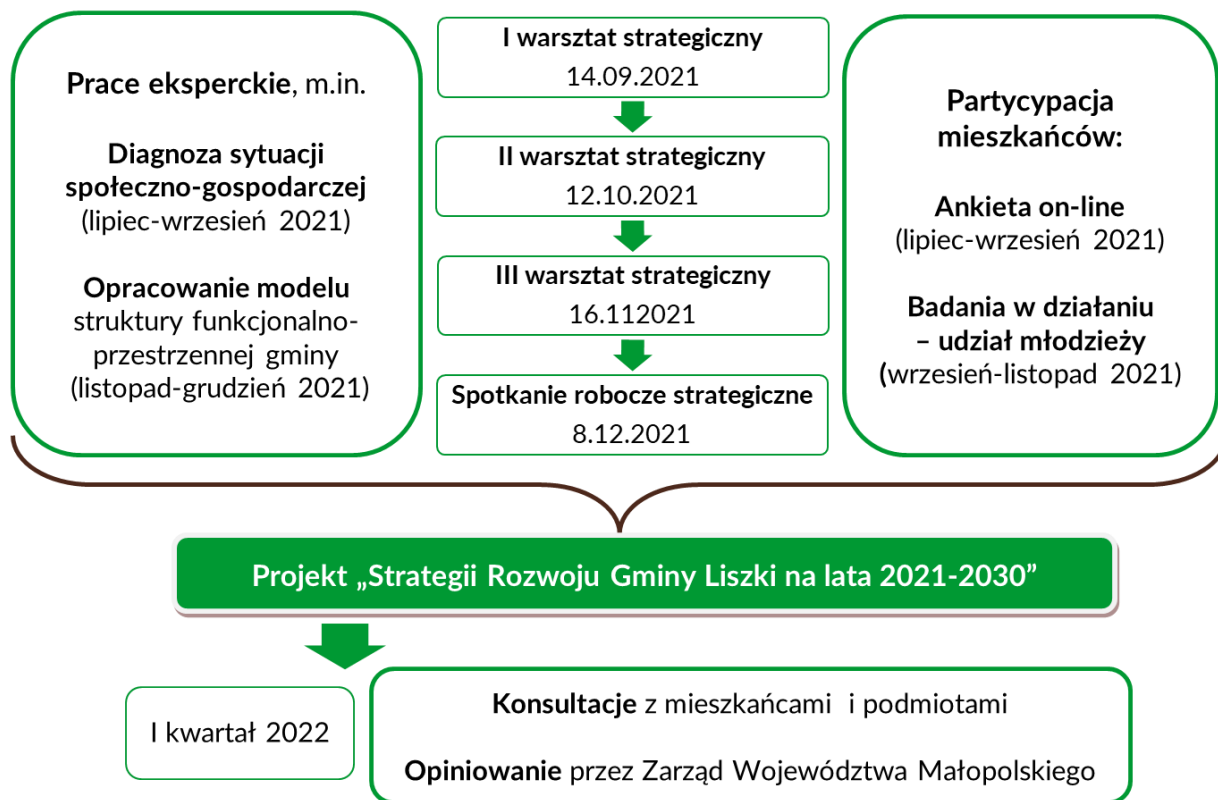 Prace eksperckie, m.in.
Diagnoza sytuacji
społeczno-gospodarczej
(lipiec-wrzesień 2021)
Opracowanie modelu
struktury funkcjonalno-
przestrzennej gminy
(listopad-grudzień 2021)
I warsztat strategiczny
14.09.2021
II warsztat strategiczny
12.10.2021
III warsztat strategiczny
16.112021
Spotkanie robocze strategiczne
8.12.2021
Partycypacja
mieszkańców:
Ankieta on-line
(lipiec-wrzesień 2021)
Badania w działaniu
– udział młodzieży
(wrzesień-listopad 2021)
Projekt „Strategii Rozwoju Gminy Liszki na lata 2021-2030”
I kwartał 2022
Konsultacje z mieszkańcami i podmiotami
Opiniowanie przez Zarząd Województwa Małopolskiego